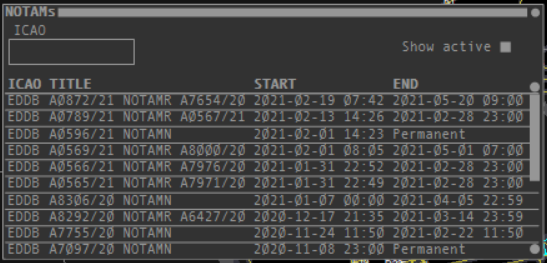 NOTAMs
ICAO
Show active
ICAO TITLE START END
EDDB A0872/21 NOTAMR A7654/20 2021-02-19 07:42 2021-05-20 09:00
EDDB A0789/21 NOTAMR A0567/21 2021-02-13 14:26 2021-02-28 23:00
EDDB A0596/21 NOTAMN 2021-02-01 14:23 Permanent
EDDB A0569/21 NOTAMR A8000/20 2021-02-01 08:05 2021-05-01 07:00
EDDB A0566/21 NOTAMR A7976/20 2021-01-31 22:52 2021-02-28 23:00
EDDB A0565/21 NOTAMR A7971/20 2021-01-31 22:49 2021-02-28 23:00
EDDB A8306/20 NOTAMN 2021-01-07 00:00 2021-04-05 22:59
EDDB A8292/20 NOTAMR A6427/20 2020-12-17 21:35 2021-03-14 23:59
EDDB A7755/20 NOTAMN 2020-11-24 11:50 2021-02-22 11:50
EDDB A7097/20 NOTAMN 2020-11-08 23:00 Permanent